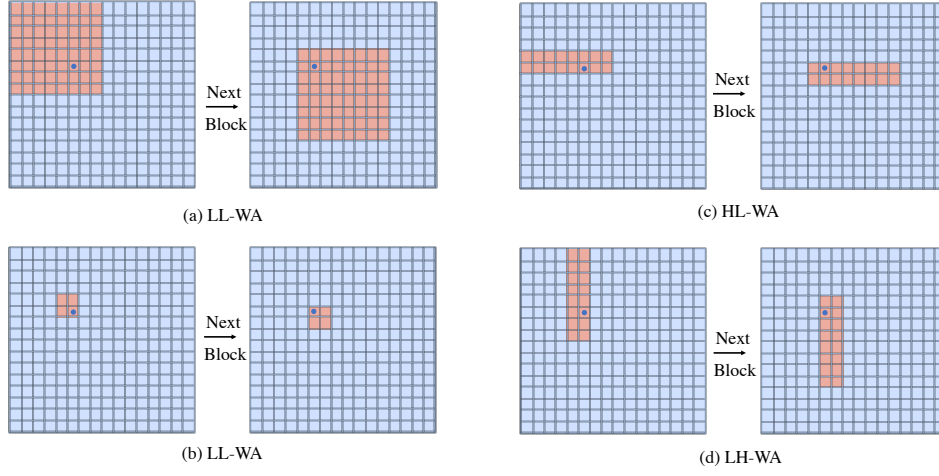 Next
Block
(a) LL-WA
Next
Block
(c) HL-WA
Next
Block
(b) LL-WA
Next
Block
(d) LH-WA